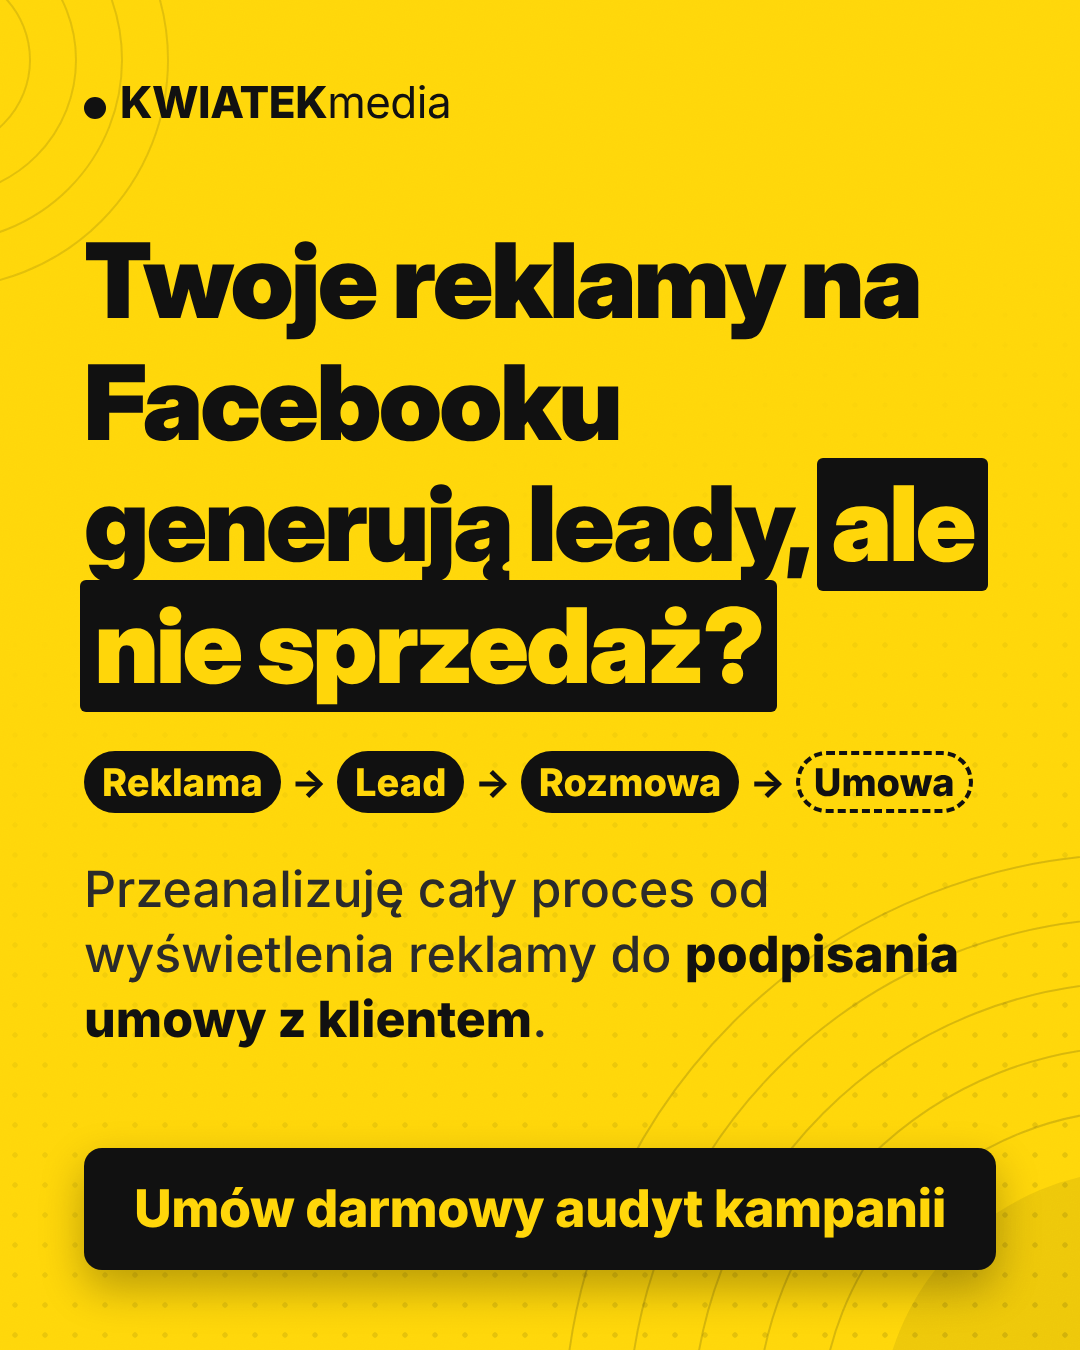 KWIATEKmedia
Twoje reklamy na
Facebooku
generują leady, ale
nie sprzedaż?
Reklama → Lead → Rozmowa → Umowa
Przeanalizuję cały proces od
wyświetlenia reklamy do podpisania
umowy z klientem.
Umów darmowy audyt kampanii